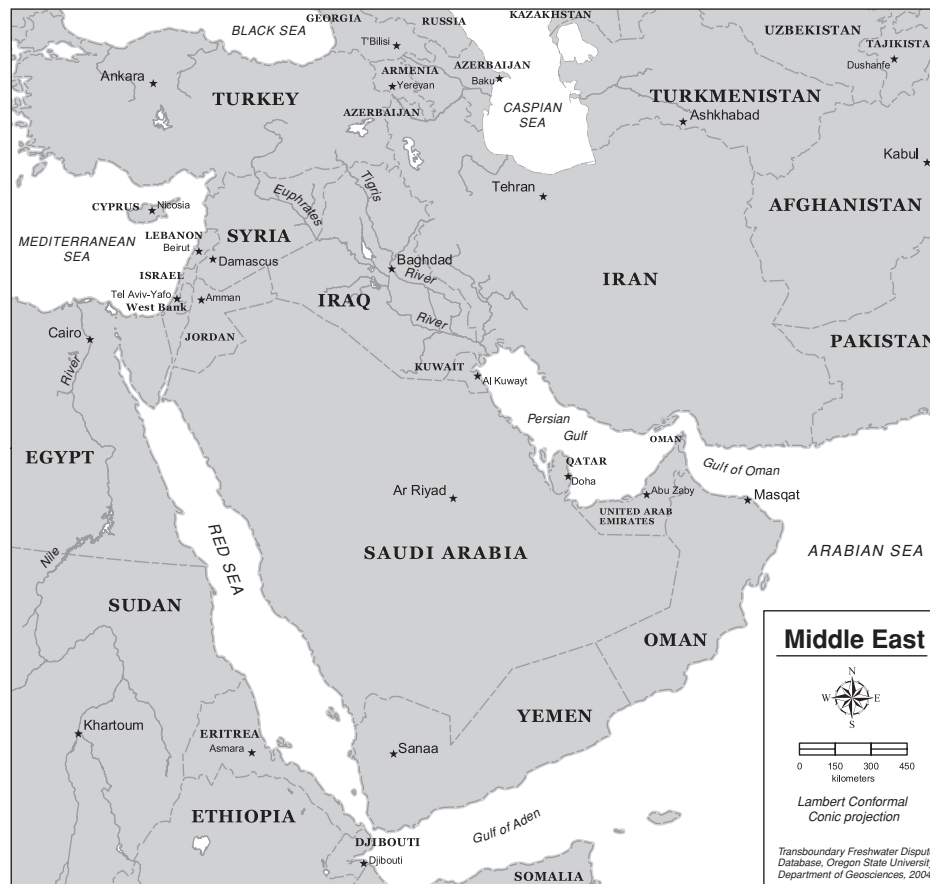 GEORGIA
RUSSIA
KAZAKHSTAN
BLACK SEA
UZBEKISTAN
T'Bilisi
TAJIKISTA
Dushanfe
ARMENIA
AZERBAIJAN
Ankara
Yerevan
Baku
TURKEY
CASPIAN
SEA
TURKMENISTAN
AZERBAIJAN
Ashkhabad
Kabul
Tehran
Tigris
Euphrates
CYPRUS
Nicosia
AFGHANISTAN
MEDITERRANEAN
SEA
LEBANON
Beirut
SYRIA
Damascus
Baghdad
River
ISRAEL
IRAN
Tel Aviv-Yafo
West Bank
Amman
IRAQ
River
Cairo
JORDAN
PAKISTAN
River
KUWAIT
Al Kuwayt
Persian
Gulf
OMAN
EGYPT
QATAR
Doha
Gulf of Oman
Ar Riyad
Abu Zaby
Masqat
UNITED ARAB
EMIRATES
RED SEA
Nile
SAUDI ARABIA
ARABIAN SEA
SUDAN
OMAN
Middle East
N
W
E
S
YEMEN
Khartoum
ERITREA
Asmara
Sanaa
0 150 300 450
kilometers
Lambert Conformal
Conic projection
ETHIOPIA
Gulf of Aden
DJIBOUTI
Djibouti
SOMALIA
Transboundary Freshwater Dispute
Database, Oregon State University
Department of Geosciences, 2004